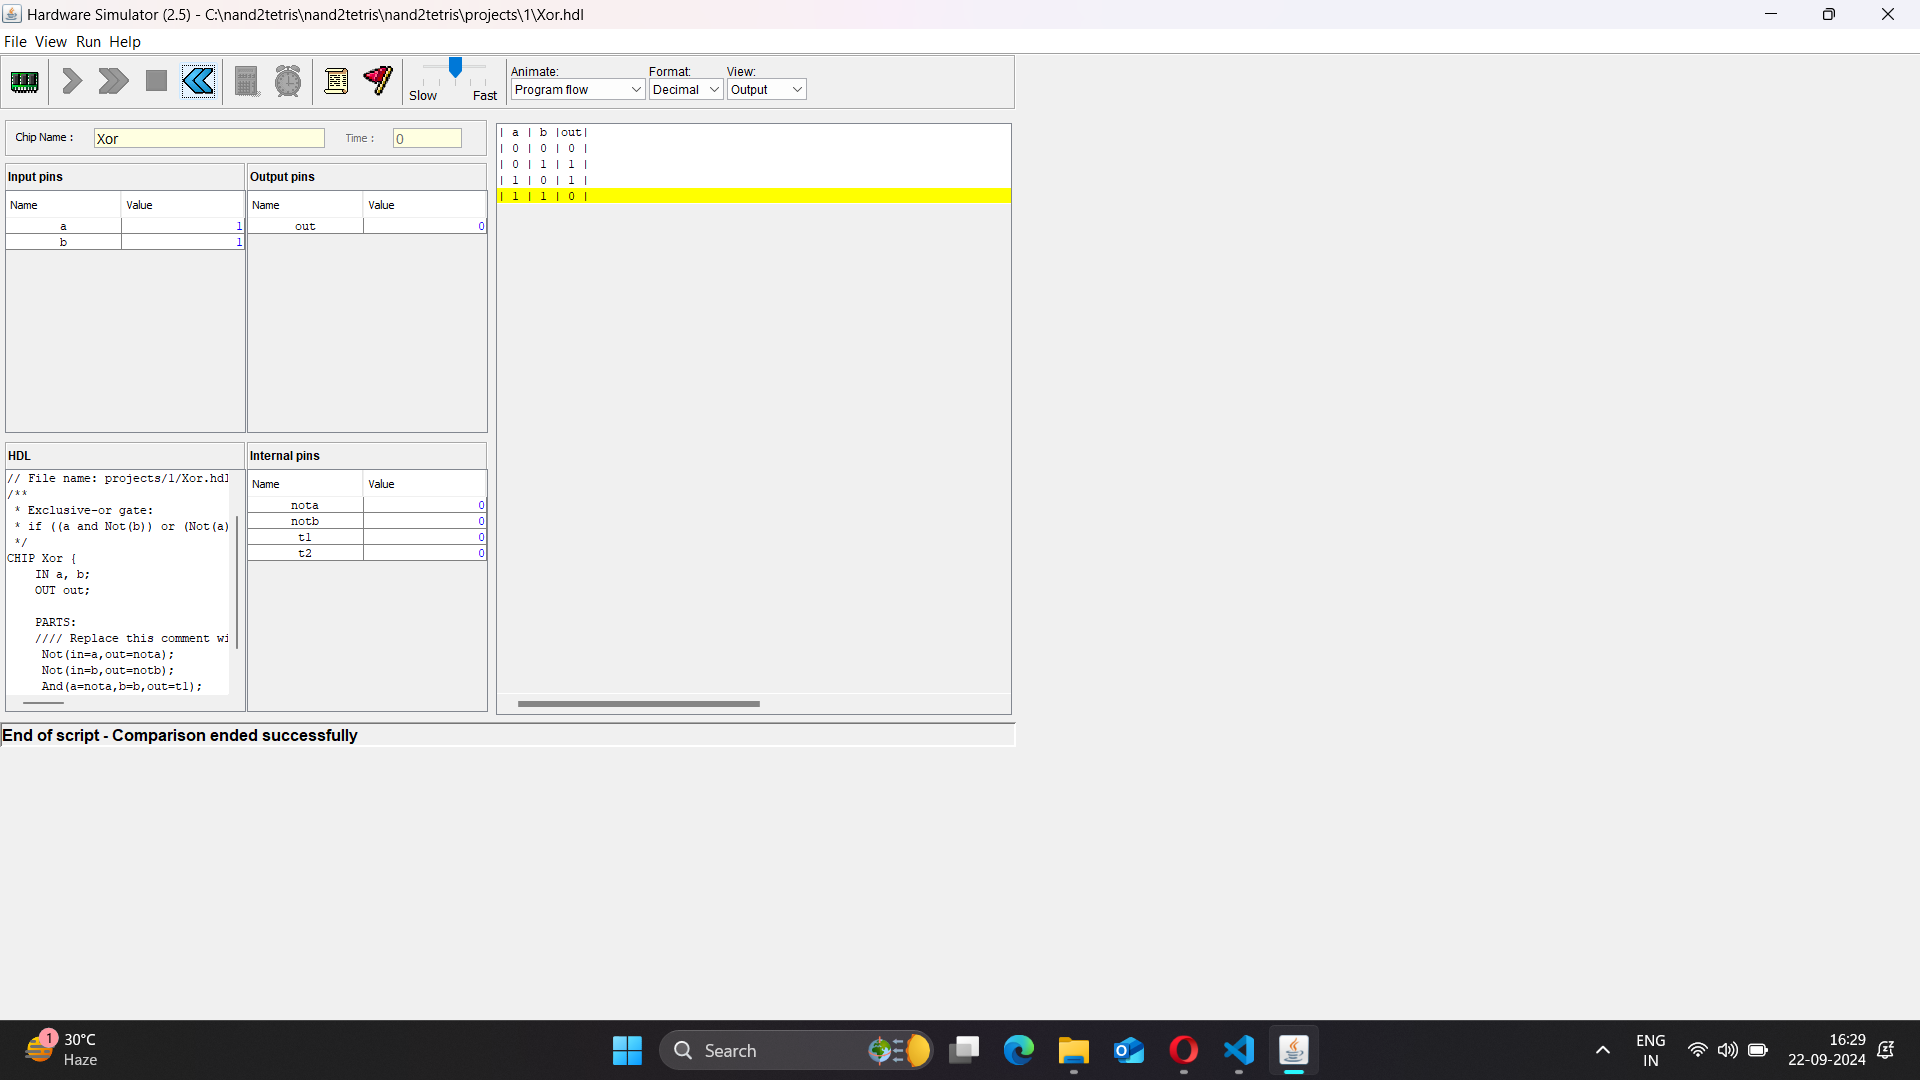 Hardware Simulator (2.5) - C:\nand2tetris\nand2tetris\nand2tetris\projects\1\Xor.hdl
File View Run Help
Slow Fast
Animate: Format: View:
Program flow Decimal Output
Chip Name : Xor Time : 0
Input pins
Name Value
a 1
b 1
Output pins
Name Value
out 0
| a | b |out|
| 0 | 0 | 0 |
| 0 | 1 | 1 |
| 1 | 0 | 1 |
| 1 | 1 | 0 |
HDL
// File name: projects/1/Xor.hdl
/**
* Exclusive-or gate:
* if ((a and Not(b)) or (Not(a)
*/
CHIP Xor {
IN a, b;
OUT out;
PARTS:
//// Replace this comment wi
Not(in=a,out=nota);
Not(in=b,out=notb);
And(a=nota,b=b,out=t1);
Internal pins
Name Value
nota 0
notb 0
t1 0
t2 0
End of script - Comparison ended successfully
1
30°C
Haze
Search
ENG
IN
16:29
22-09-2024